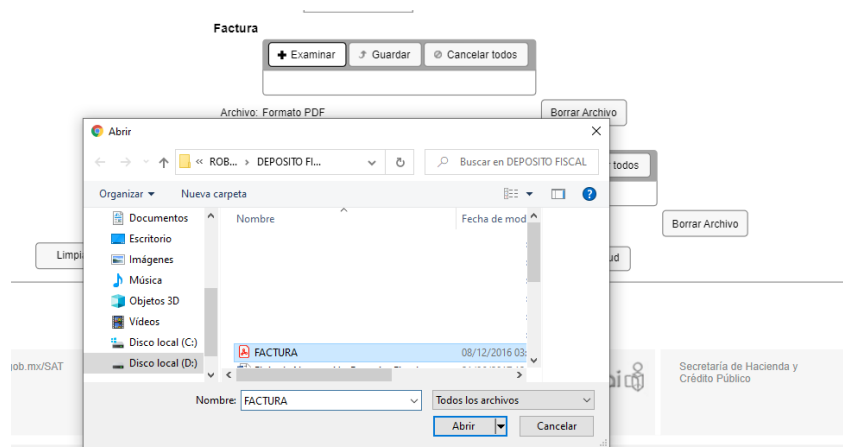 Factura
Examinar Guardar Cancelar todos
Archivo: Formato PDF Borrar Archivo
Abrir
« ROB... › DEPOSITO FI... Buscar en DEPOSITO FISCAL
todos
Organizar Nueva carpeta
Documentos Nombre Fecha de mod
Borrar Archivo
Escritorio
Imágenes
Música
Objetos 3D
Vídeos
Disco local (C:)
FACTURA 08/12/2016 03:
Disco local (D:)
ob.mx/SAT
Secretaría de Hacienda y
Crédito Público
Nombre: FACTURA Todos los archivos
Abrir Cancelar